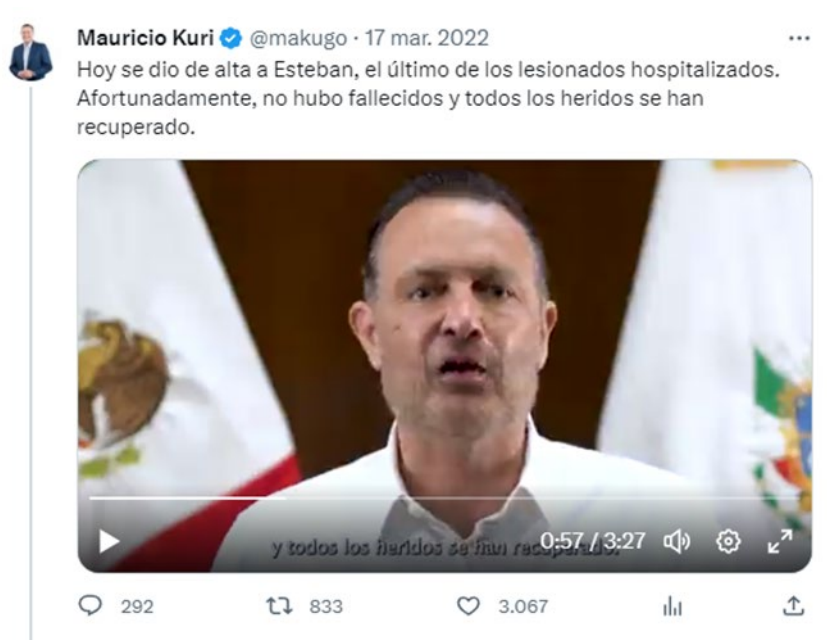 Mauricio Kuri @makugo · 17 mar. 2022
Hoy se dio de alta a Esteban, el último de los lesionados hospitalizados.
Afortunadamente, no hubo fallecidos y todos los heridos se han
recuperado.
y todos los heridos se han recuperado.
0:57 / 3:27
292 833 3.067